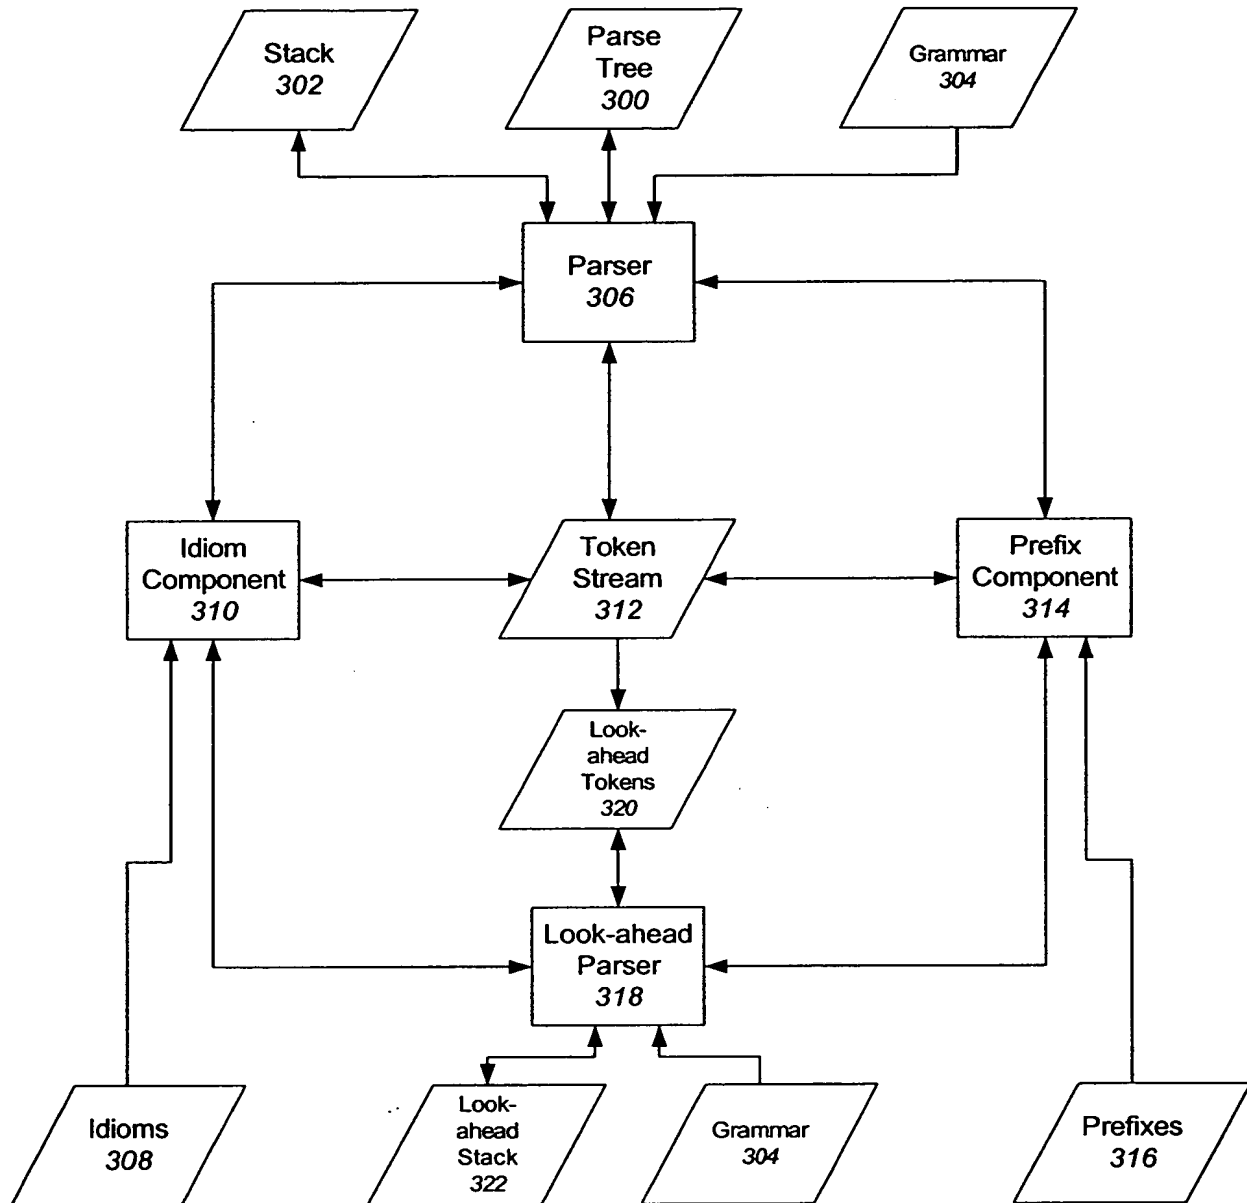 Stack
302
Parse
Tree
300
Grammar
304
Parser
306
Idiom
Component
310
Token
Stream
312
Prefix
Component
314
Look-
ahead
Tokens
320
Look-ahead
Parser
318
Idioms
308
Look-
ahead
Stack
322
Grammar
304
Prefixes
316